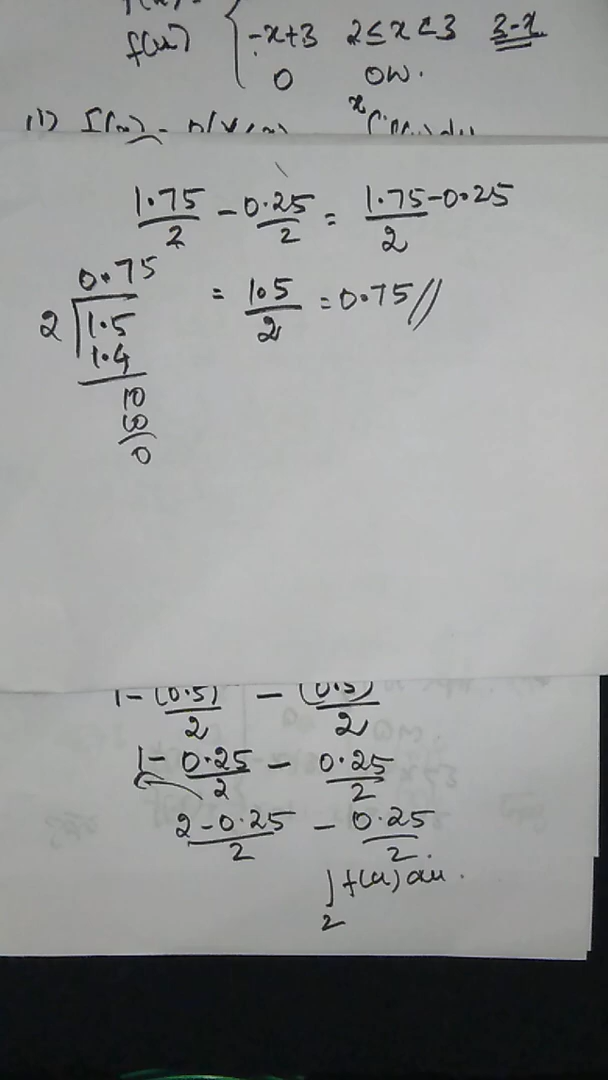 f(x) { -x+3 2≤x<3 3-x
0 ow.
1.75/2 - 0.25/2 = (1.75-0.25)/2
= 1.5/2 = 0.75//
0.75
2 | 1.5
1.4
10
10
0
1 - (0.5)/2 - (0.5)/2
1 - 0.25/2 - 0.25/2
(2-0.25)/2 - 0.25/2.
∫ f(x) dx.
2